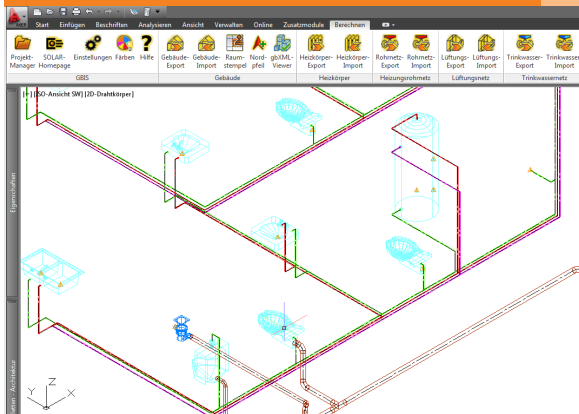 MEP
Start Einfügen Beschriften Analysieren Ansicht Verwalten Online Zusatzmodule Berechnen
Projekt-Manager SOLAR-Homepage Einstellungen Färben Hilfe
GBIS
Gebäude-Export Gebäude-Import Raum-stempel Nord-pfeil gbXML-Viewer
Gebäude
Heizkörper-Export Heizkörper-Import
Heizkörper
Rohrnetz-Export Rohrnetz-Import
Heizungsrohrnetz
Lüftungs-Export Lüftungs-Import
Lüftungsnetz
Trinkwasser-Export Trinkwasser-Import
Trinkwassernetz
[+] [ISO-Ansicht SW] [2D-Drahtkörper]
Eigenschaften
Architektur
Z
Y
X